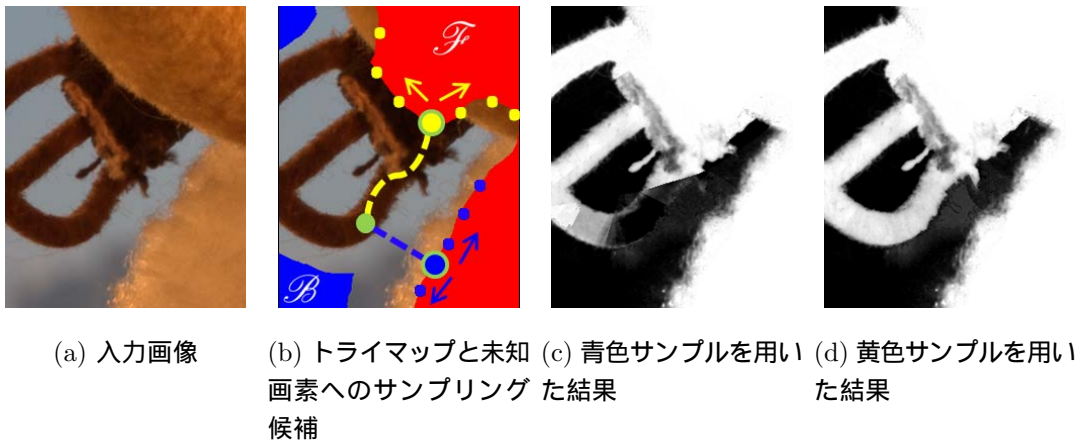 ℱ
ℬ
(a) 入力画像
(b) トライマップと未知
画素へのサンプリング
候補
(c) 青色サンプルを用い
た結果
(d) 黄色サンプルを用い
た結果